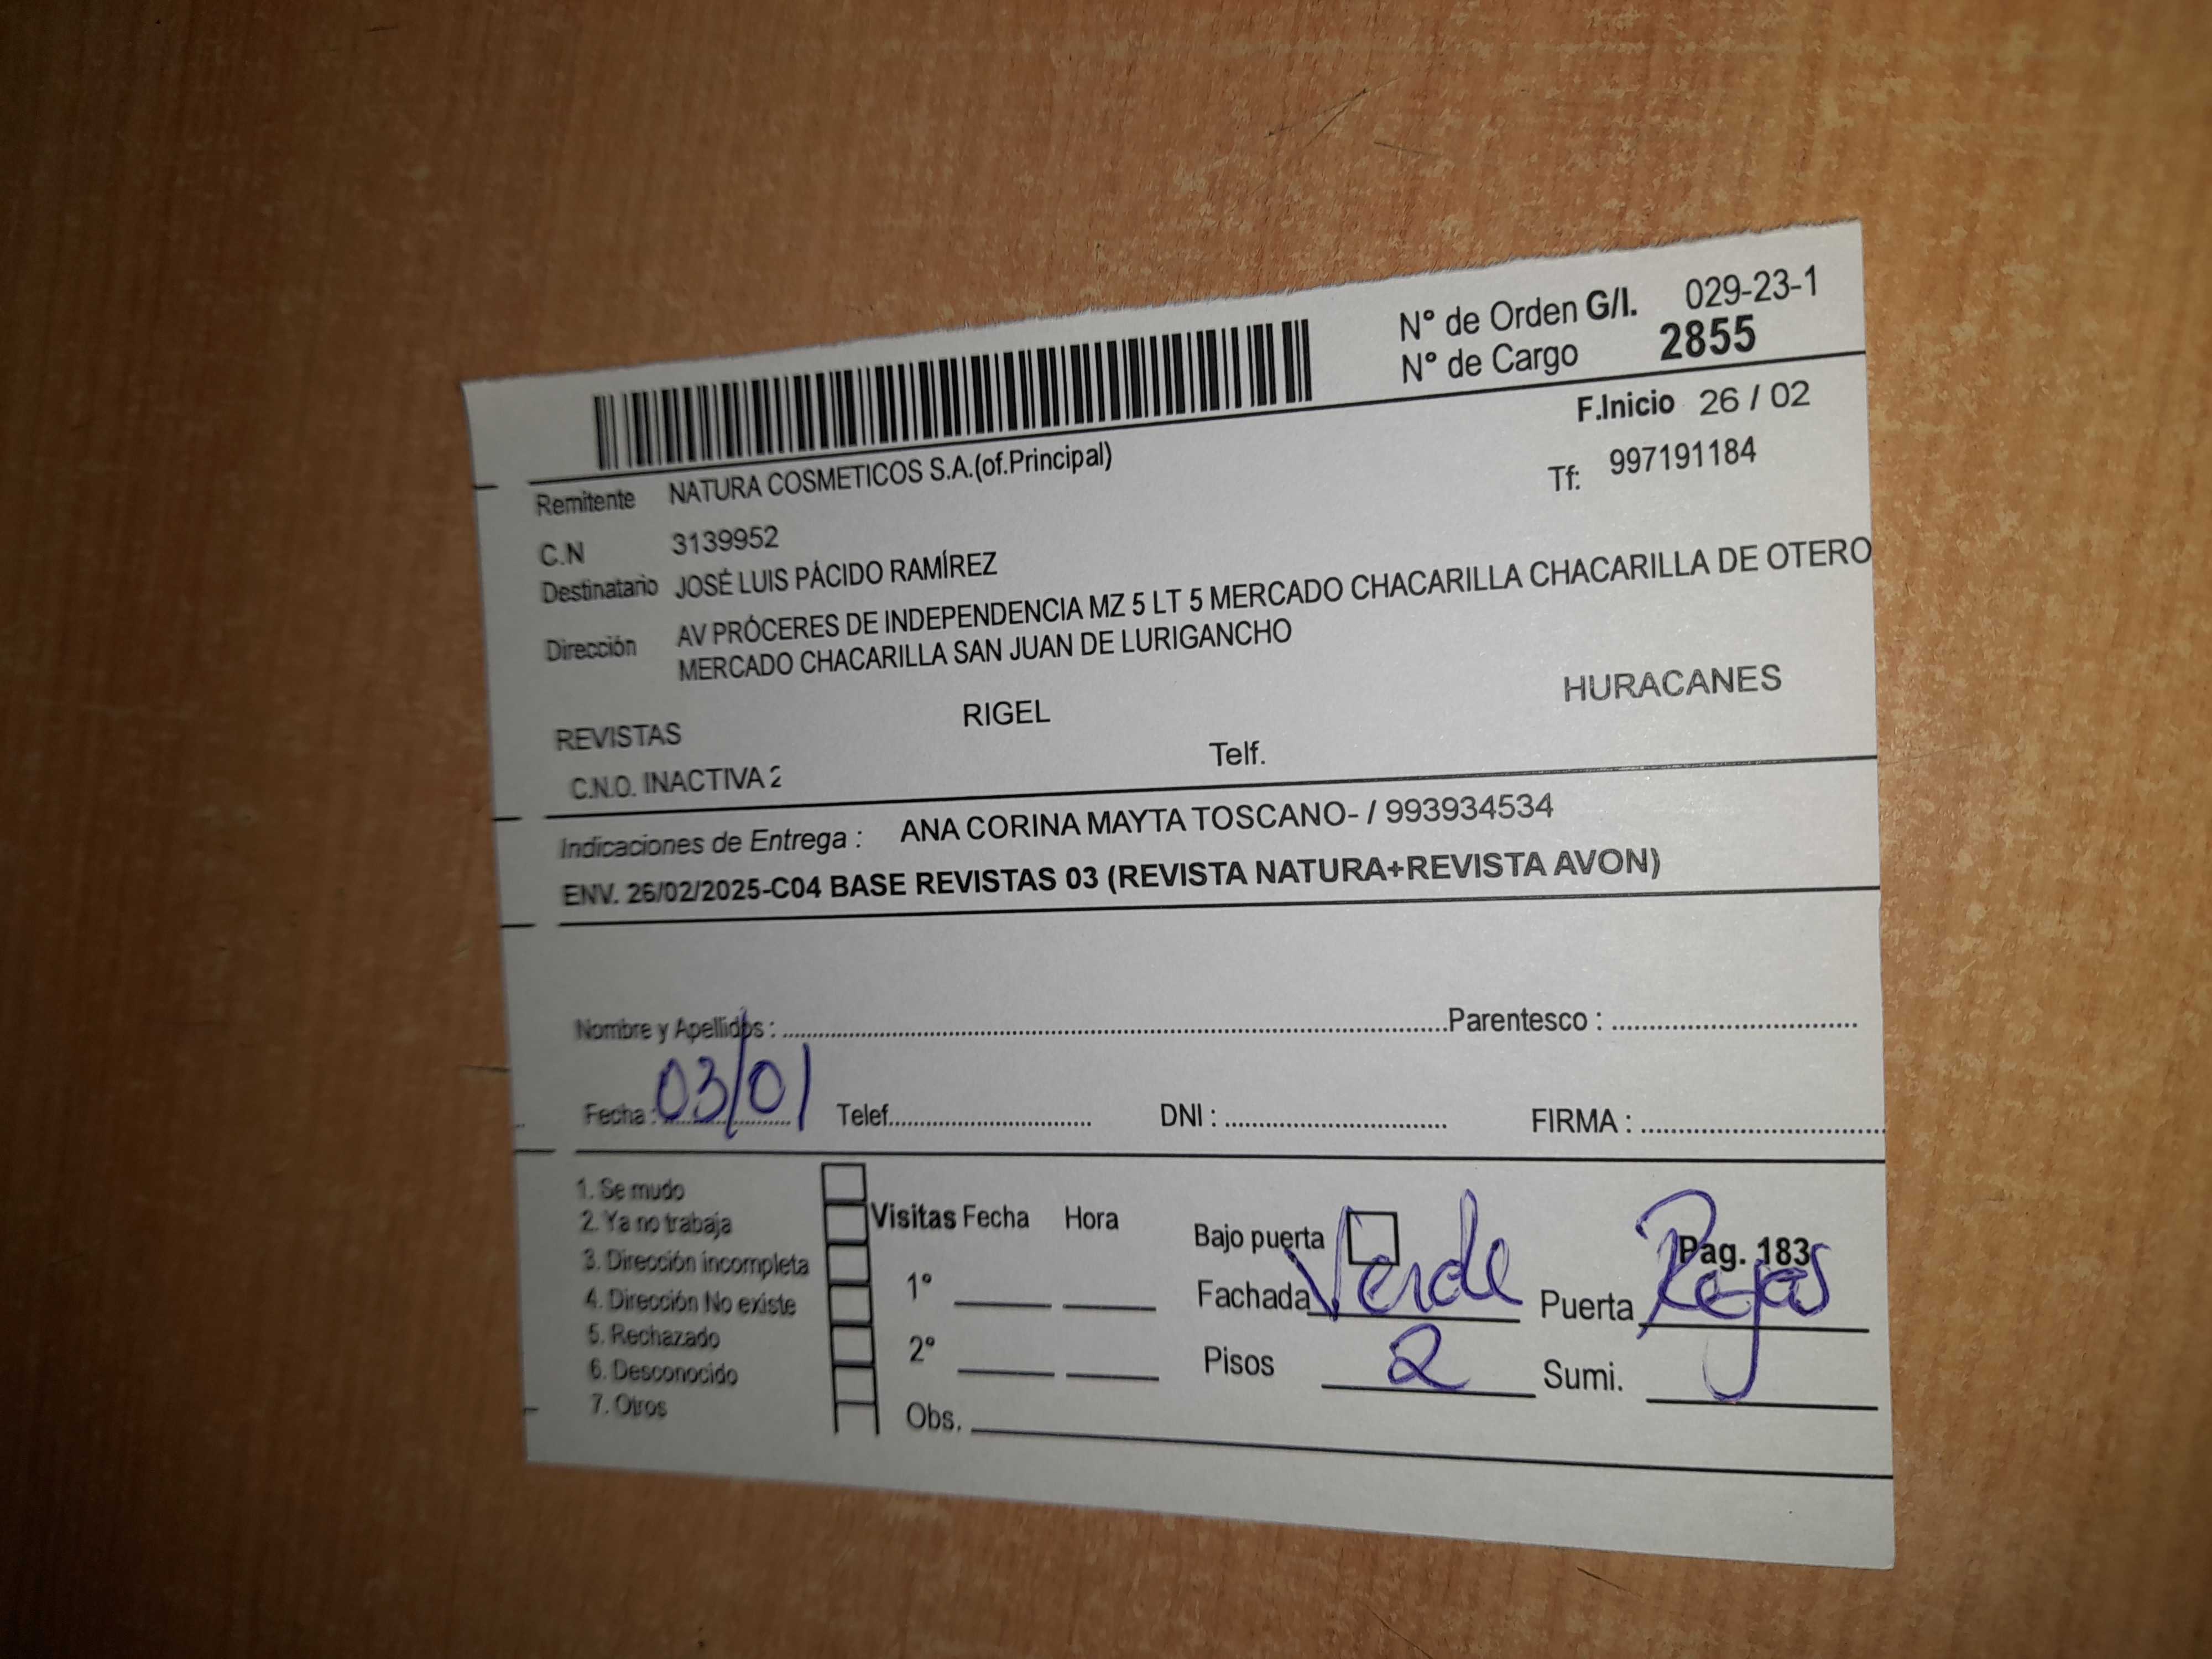 N° de Orden G/I. 029-23-1
N° de Cargo 2855
F.Inicio 26 / 02
Remitente NATURA COSMETICOS S.A.(of.Principal)
Tf: 997191184
C.N 3139952
Destinatario JOSÉ LUIS PÁCIDO RAMÍREZ
Dirección AV PRÓCERES DE INDEPENDENCIA MZ 5 LT 5 MERCADO CHACARILLA CHACARILLA DE OTERO
MERCADO CHACARILLA SAN JUAN DE LURIGANCHO
REVISTAS RIGEL HURACANES
C.N.O. INACTIVA 2 Telf.
Indicaciones de Entrega : ANA CORINA MAYTA TOSCANO- / 993934534
ENV. 26/02/2025-C04 BASE REVISTAS 03 (REVISTA NATURA+REVISTA AVON)
Nombre y Apellidos : Parentesco :
Fecha : 03/01 Telef. DNI : FIRMA :
1. Se mudo
2. Ya no trabaja
3. Dirección incompleta
4. Dirección No existe
5. Rechazado
6. Desconocido
7. Otros
Visitas Fecha Hora
1°
2°
Obs.
Bajo puerta Pag. 183
Fachada Verde Puerta Rejas
Pisos 2 Sumi.